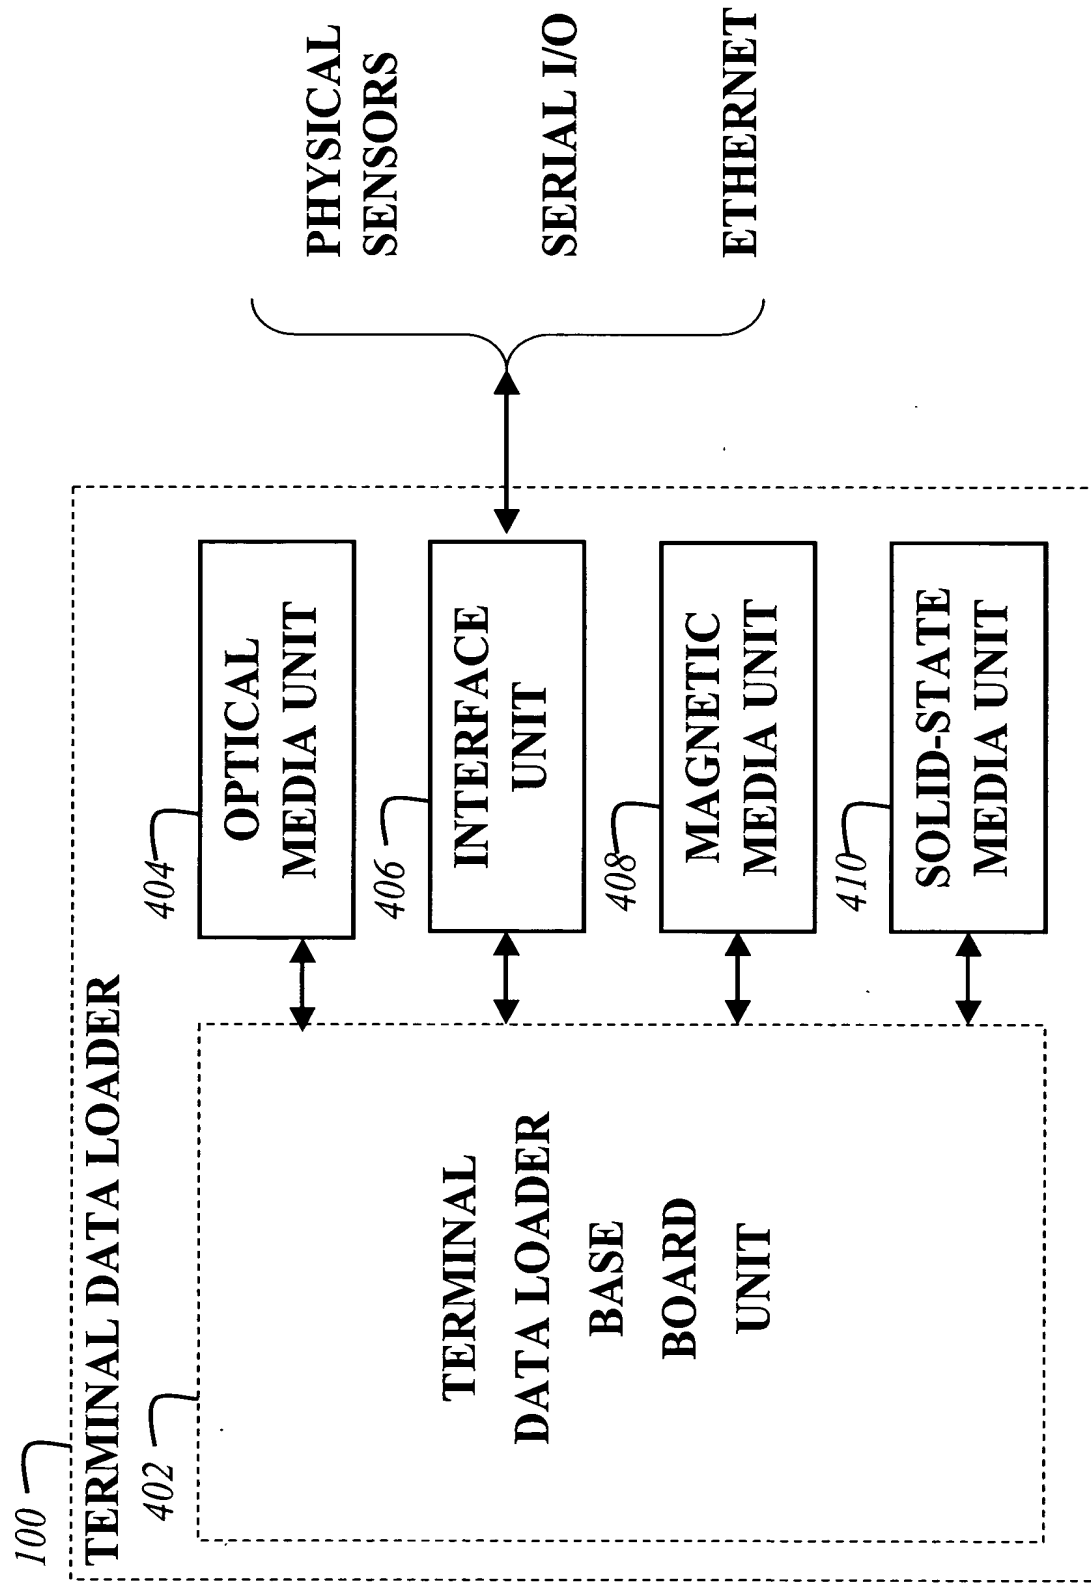 100
TERMINAL DATA LOADER
402
TERMINAL
DATA LOADER
BASE
BOARD
UNIT
404
OPTICAL
MEDIA UNIT
406
INTERFACE
UNIT
408
MAGNETIC
MEDIA UNIT
410
SOLID-STATE
MEDIA UNIT
PHYSICAL
SENSORS
SERIAL I/O
ETHERNET